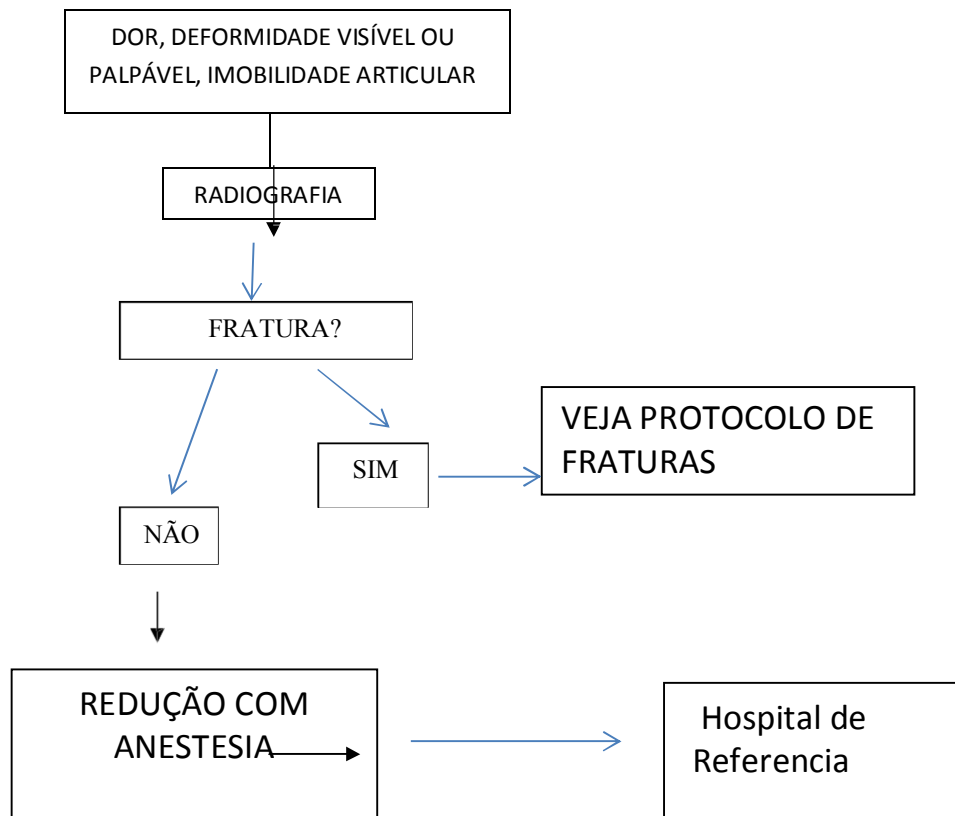 DOR, DEFORMIDADE VISÍVEL OU
PALPÁVEL, IMOBILIDADE ARTICULAR
RADIOGRAFIA
FRATURA?
SIM
VEJA PROTOCOLO DE
FRATURAS
NÃO
REDUÇÃO COM
ANESTESIA
Hospital de
Referencia